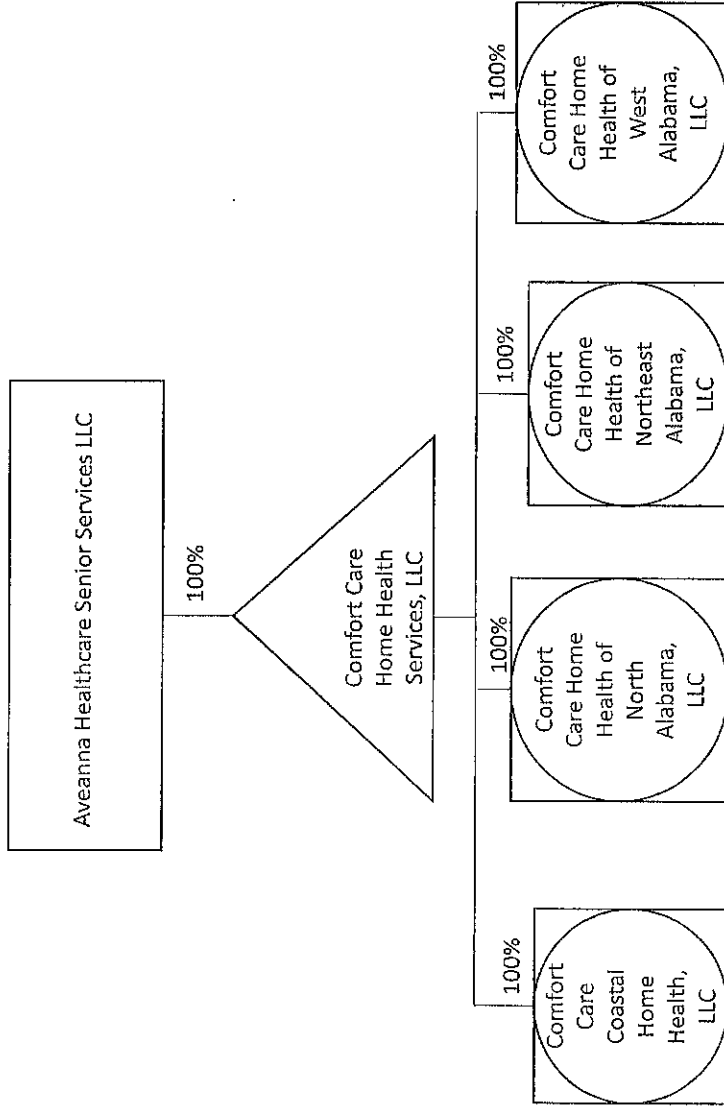 Aveanna Healthcare Senior Services LLC
100%
Comfort Care
Home Health
Services, LLC
100%
Comfort
Care
Coastal
Home
Health,
LLC
100%
Comfort
Care Home
Health of
North
Alabama,
LLC
100%
Comfort
Care Home
Health of
Northeast
Alabama,
LLC
100%
Comfort
Care Home
Health of
West
Alabama,
LLC